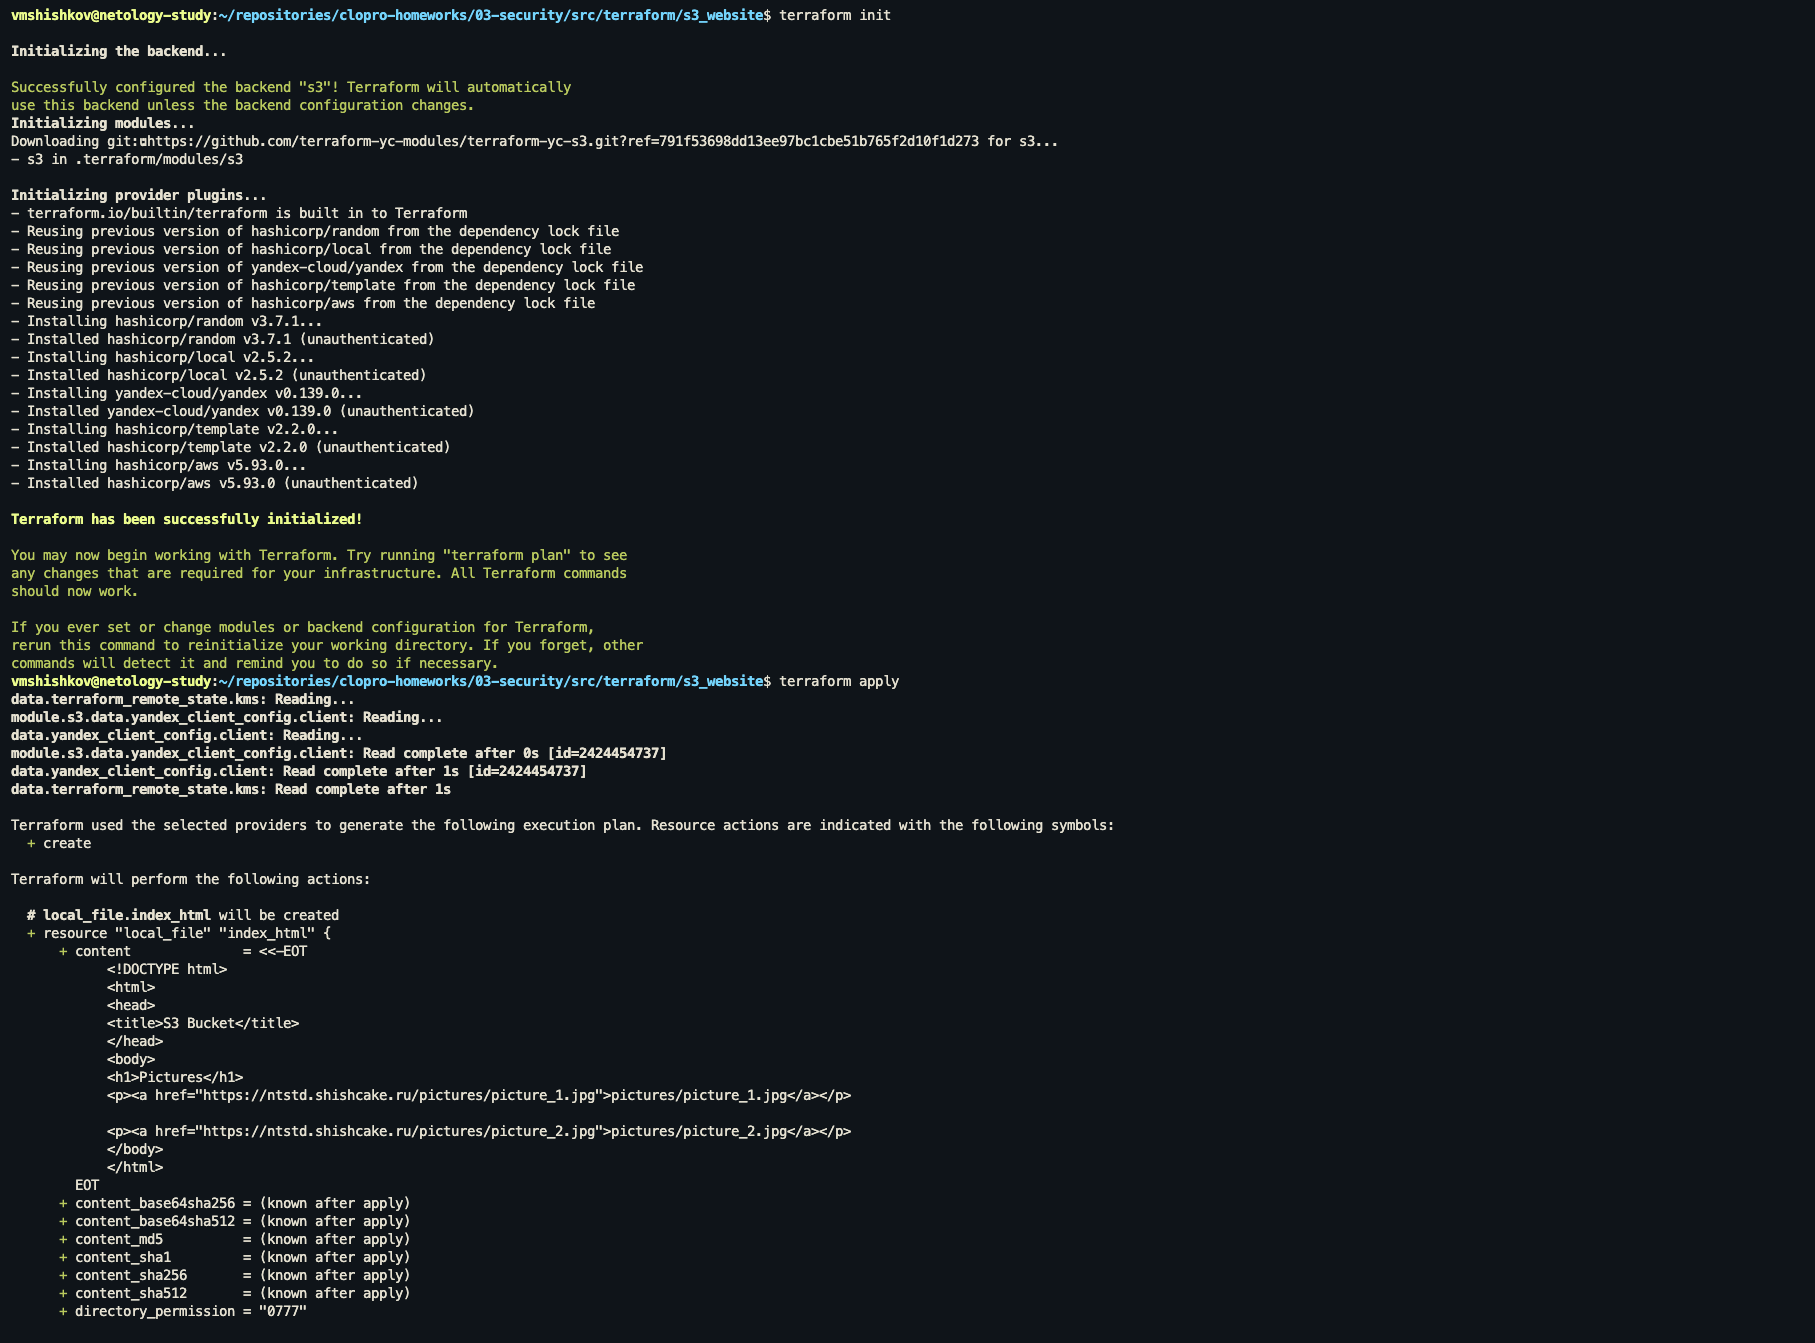 vmshishkov@netology-study:~/repositories/clopro-homeworks/03-security/src/terraform/s3_website$ terraform init
Initializing the backend...
Successfully configured the backend "s3"! Terraform will automatically
use this backend unless the backend configuration changes.
Initializing modules...
Downloading git::https://github.com/terraform-yc-modules/terraform-yc-s3.git?ref=791f53698dd13ee97bc1cbe51b765f2d10f1d273 for s3...
- s3 in .terraform/modules/s3
Initializing provider plugins...
- terraform.io/builtin/terraform is built in to Terraform
- Reusing previous version of hashicorp/random from the dependency lock file
- Reusing previous version of hashicorp/local from the dependency lock file
- Reusing previous version of yandex-cloud/yandex from the dependency lock file
- Reusing previous version of hashicorp/template from the dependency lock file
- Reusing previous version of hashicorp/aws from the dependency lock file
- Installing hashicorp/random v3.7.1...
- Installed hashicorp/random v3.7.1 (unauthenticated)
- Installing hashicorp/local v2.5.2...
- Installed hashicorp/local v2.5.2 (unauthenticated)
- Installing yandex-cloud/yandex v0.139.0...
- Installed yandex-cloud/yandex v0.139.0 (unauthenticated)
- Installing hashicorp/template v2.2.0...
- Installed hashicorp/template v2.2.0 (unauthenticated)
- Installing hashicorp/aws v5.93.0...
- Installed hashicorp/aws v5.93.0 (unauthenticated)
Terraform has been successfully initialized!
You may now begin working with Terraform. Try running "terraform plan" to see
any changes that are required for your infrastructure. All Terraform commands
should now work.
If you ever set or change modules or backend configuration for Terraform,
rerun this command to reinitialize your working directory. If you forget, other
commands will detect it and remind you to do so if necessary.
vmshishkov@netology-study:~/repositories/clopro-homeworks/03-security/src/terraform/s3_website$ terraform apply
data.terraform_remote_state.kms: Reading...
module.s3.data.yandex_client_config.client: Reading...
data.yandex_client_config.client: Reading...
module.s3.data.yandex_client_config.client: Read complete after 0s [id=2424454737]
data.yandex_client_config.client: Read complete after 1s [id=2424454737]
data.terraform_remote_state.kms: Read complete after 1s
Terraform used the selected providers to generate the following execution plan. Resource actions are indicated with the following symbols:
+ create
Terraform will perform the following actions:
# local_file.index_html will be created
+ resource "local_file" "index_html" {
+ content = <<-EOT
<!DOCTYPE html>
<html>
<head>
<title>S3 Bucket</title>
</head>
<body>
<h1>Pictures</h1>
<p><a href="https://ntstd.shishcake.ru/pictures/picture_1.jpg">pictures/picture_1.jpg</a></p>
<p><a href="https://ntstd.shishcake.ru/pictures/picture_2.jpg">pictures/picture_2.jpg</a></p>
</body>
</html>
EOT
+ content_base64sha256 = (known after apply)
+ content_base64sha512 = (known after apply)
+ content_md5 = (known after apply)
+ content_sha1 = (known after apply)
+ content_sha256 = (known after apply)
+ content_sha512 = (known after apply)
+ directory_permission = "0777"